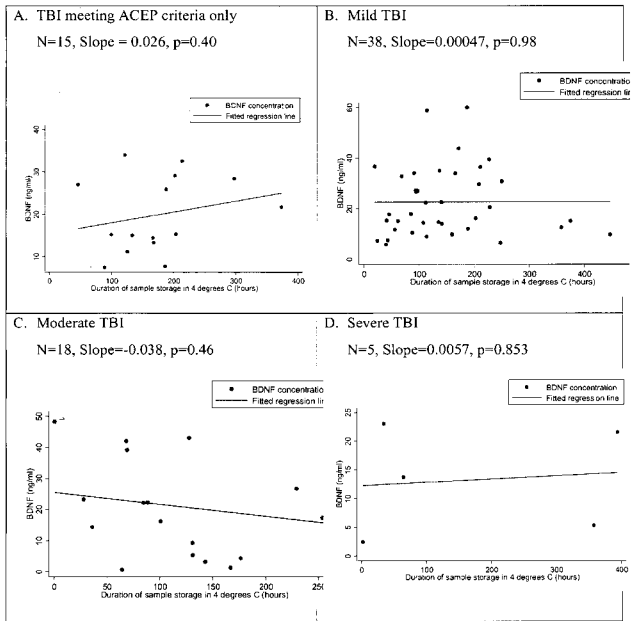 A. TBI meeting ACEP criteria only
N=15, Slope = 0.026, p=0.40
BDNF concentration
Fitted regression line
BDNF (ng/ml)
40
30
20
10
0
100
200
300
400
Duration of sample storage in 4 degrees C (hours)
B. Mild TBI
N=38, Slope=0.00047, p=0.98
BDNF concentration
Fitted regression line
BDNF (ng/ml)
60
40
20
0
0
100
200
300
400
Duration of sample storage in 4 degrees C (hours)
C. Moderate TBI
N=18, Slope=-0.038, p=0.46
BDNF concentratio
Fitted regression lin
BDNF (ng/ml)
50
40
30
20
10
0
0
50
100
150
200
250
Duration of sample storage in 4 degrees C (hours)
D. Severe TBI
N=5, Slope=0.0057, p=0.853
BDNF concentration
Fitted regression line
BDNF (ng/ml)
25
20
15
10
5
0
0
100
200
300
400
Duration of sample storage in 4 degrees C (hours)